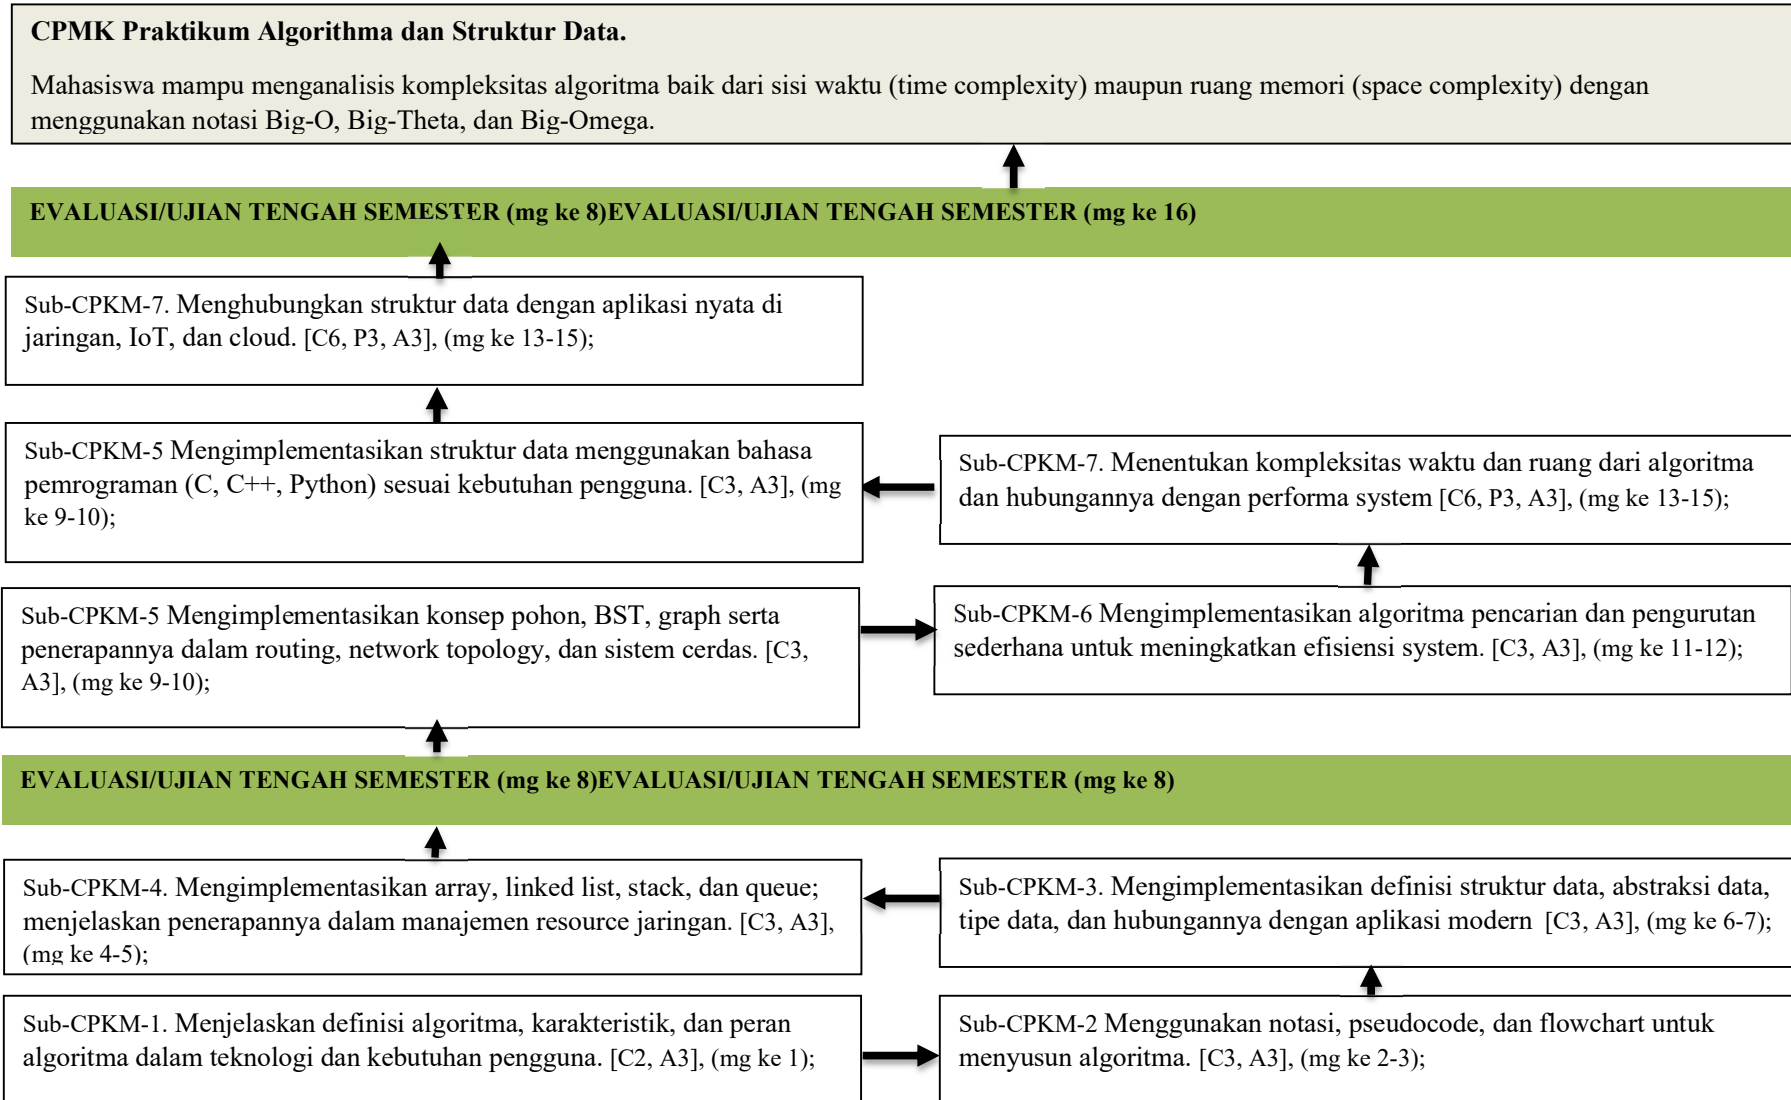 CPMK Praktikum Algorithma dan Struktur Data.
Mahasiswa mampu menganalisis kompleksitas algoritma baik dari sisi waktu (time complexity) maupun ruang memori (space complexity) dengan
menggunakan notasi Big-O, Big-Theta, dan Big-Omega.
EVALUASI/UJIAN TENGAH SEMESTER (mg ke 8)EVALUASI/UJIAN TENGAH SEMESTER (mg ke 16)
Sub-CPKM-7. Menghubungkan struktur data dengan aplikasi nyata di
jaringan, IoT, dan cloud. [C6, P3, A3], (mg ke 13-15);
Sub-CPKM-5 Mengimplementasikan struktur data menggunakan bahasa
pemrograman (C, C++, Python) sesuai kebutuhan pengguna. [C3, A3], (mg
ke 9-10);
Sub-CPKM-7. Menentukan kompleksitas waktu dan ruang dari algoritma
dan hubungannya dengan performa system [C6, P3, A3], (mg ke 13-15);
Sub-CPKM-5 Mengimplementasikan konsep pohon, BST, graph serta
penerapannya dalam routing, network topology, dan sistem cerdas. [C3,
A3], (mg ke 9-10);
Sub-CPKM-6 Mengimplementasikan algoritma pencarian dan pengurutan
sederhana untuk meningkatkan efisiensi system. [C3, A3], (mg ke 11-12);
EVALUASI/UJIAN TENGAH SEMESTER (mg ke 8)EVALUASI/UJIAN TENGAH SEMESTER (mg ke 8)
Sub-CPKM-4. Mengimplementasikan array, linked list, stack, dan queue;
menjelaskan penerapannya dalam manajemen resource jaringan. [C3, A3],
(mg ke 4-5);
Sub-CPKM-3. Mengimplementasikan definisi struktur data, abstraksi data,
tipe data, dan hubungannya dengan aplikasi modern [C3, A3], (mg ke 6-7);
Sub-CPKM-1. Menjelaskan definisi algoritma, karakteristik, dan peran
algoritma dalam teknologi dan kebutuhan pengguna. [C2, A3], (mg ke 1);
Sub-CPKM-2 Menggunakan notasi, pseudocode, dan flowchart untuk
menyusun algoritma. [C3, A3], (mg ke 2-3);